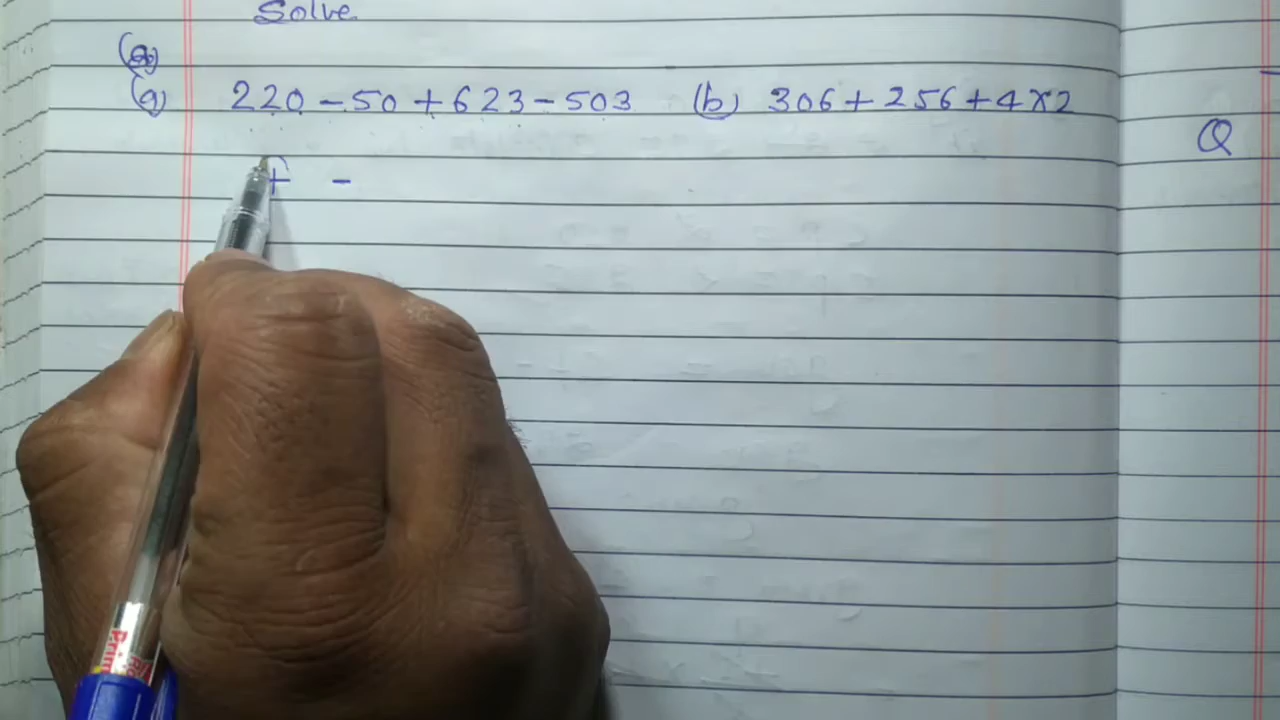 Solve
(a)
(a) 220 - 50 + 623 - 503 (b) 306 + 256 + 4 × 2
Q
+ -